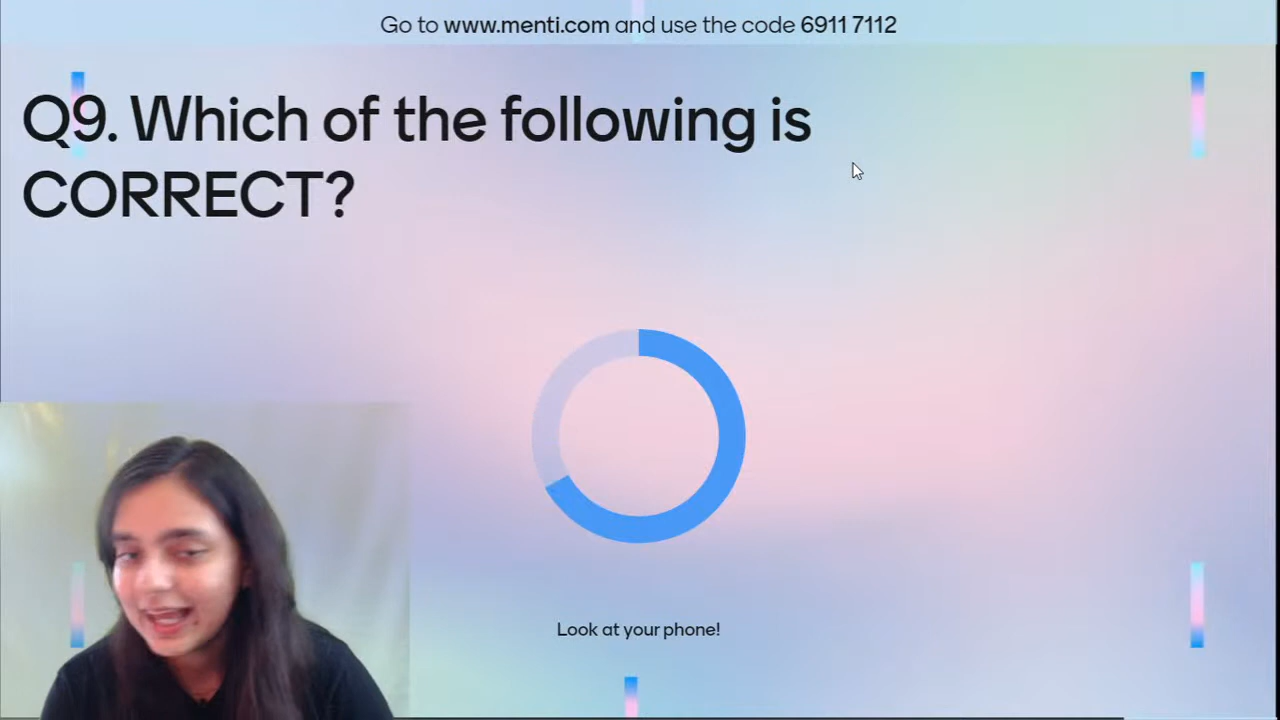 Go to www.menti.com and use the code 6911 7112
Q9. Which of the following is
CORRECT?
Look at your phone!